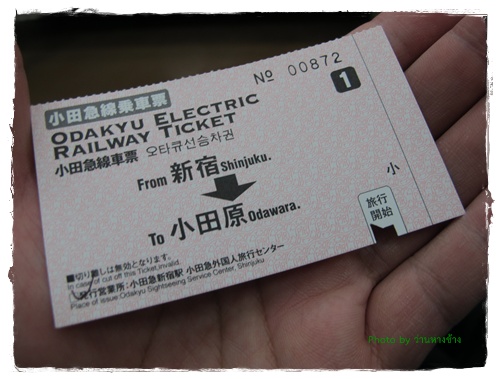 No 00872
1
小田急線乗車票
ODAKYU ELECTRIC
RAILWAY TICKET
小田急線車票 오다큐선승차권
From 新宿 Shinjuku.
To 小田原 Odawara.
小
旅行
開始
■切り離しは無効となります。
In case of cut off this Ticket, invalid.
発行営業所:小田急新宿駅 小田急外国人旅行センター
Place of issue: Odakyu Sightseeing Service Center, Shinjuku
Photo by ว่านหางช้าง